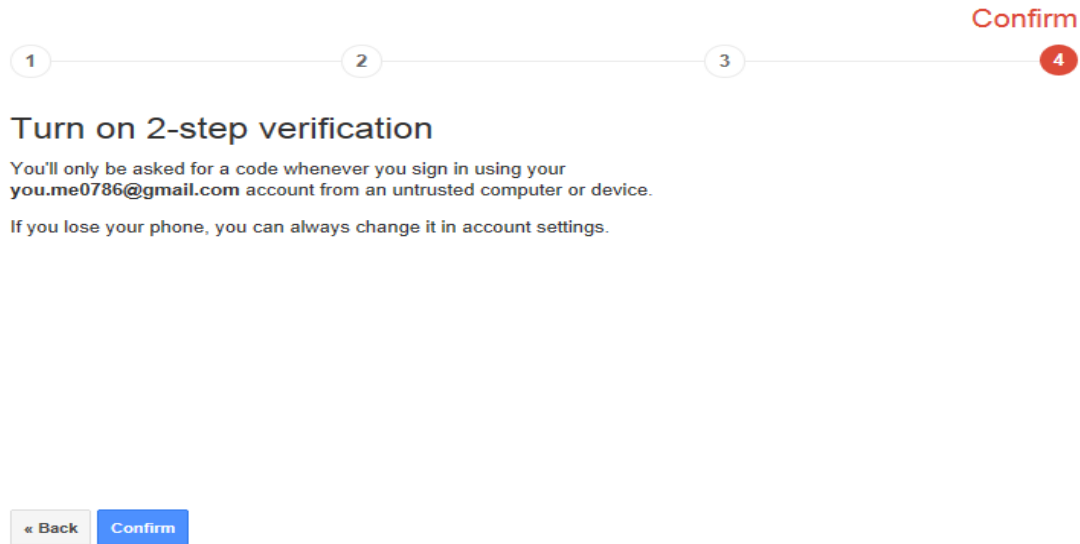 Confirm
1 2 3 4
Turn on 2-step verification
You'll only be asked for a code whenever you sign in using your
you.me0786@gmail.com account from an untrusted computer or device.
If you lose your phone, you can always change it in account settings.
« Back Confirm